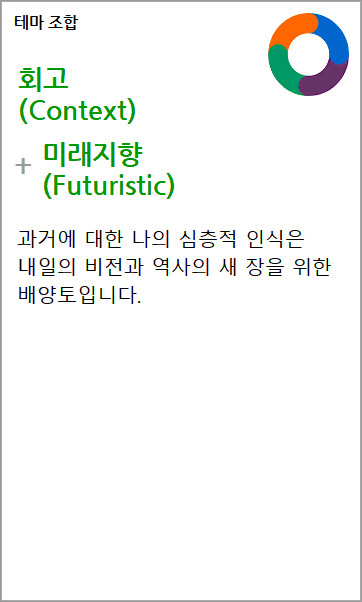 테마 조합
회고
(Context)
+ 미래지향
(Futuristic)
과거에 대한 나의 심층적 인식은
내일의 비전과 역사의 새 장을 위한
배양토입니다.